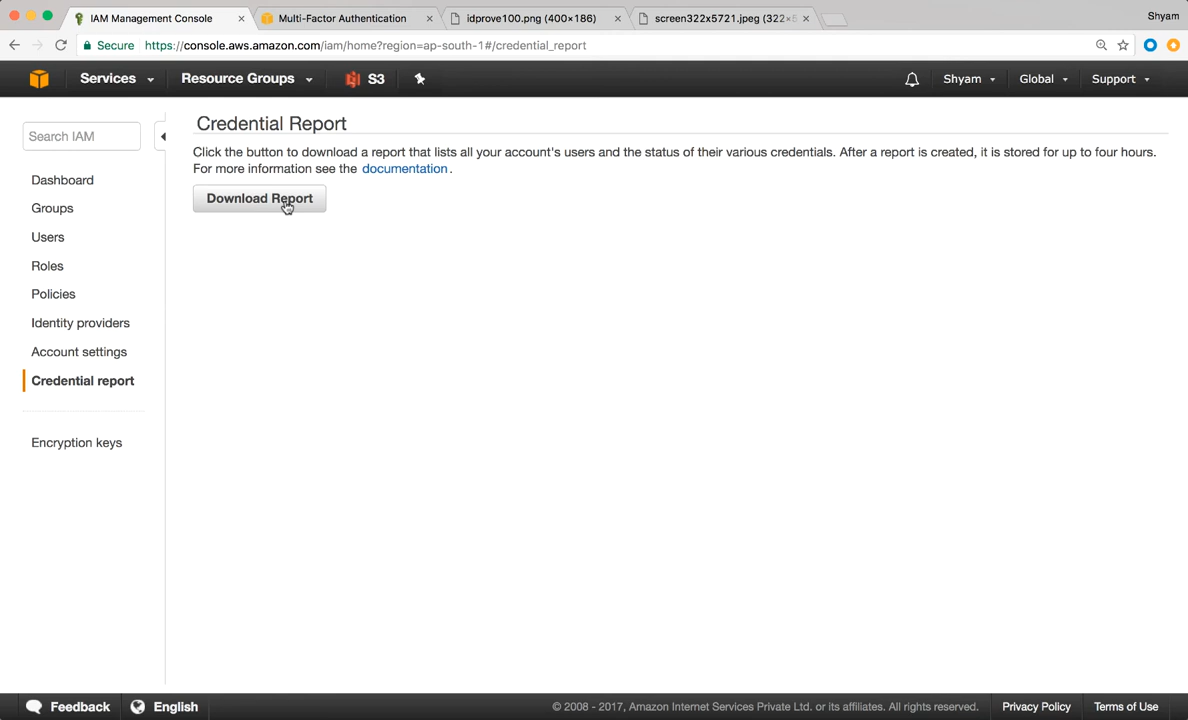 IAM Management Console
Multi-Factor Authentication
idprove100.png (400×186)
screen322x5721.jpeg (322×5
Shyam
Secure https://console.aws.amazon.com/iam/home?region=ap-south-1#/credential_report
Services Resource Groups S3 Shyam Global Support
Search IAM
Dashboard
Groups
Users
Roles
Policies
Identity providers
Account settings
Credential report
Encryption keys
Credential Report
Click the button to download a report that lists all your account's users and the status of their various credentials. After a report is created, it is stored for up to four hours.
For more information see the documentation.
Download Report
Feedback English © 2008 - 2017, Amazon Internet Services Private Ltd. or its affiliates. All rights reserved. Privacy Policy Terms of Use